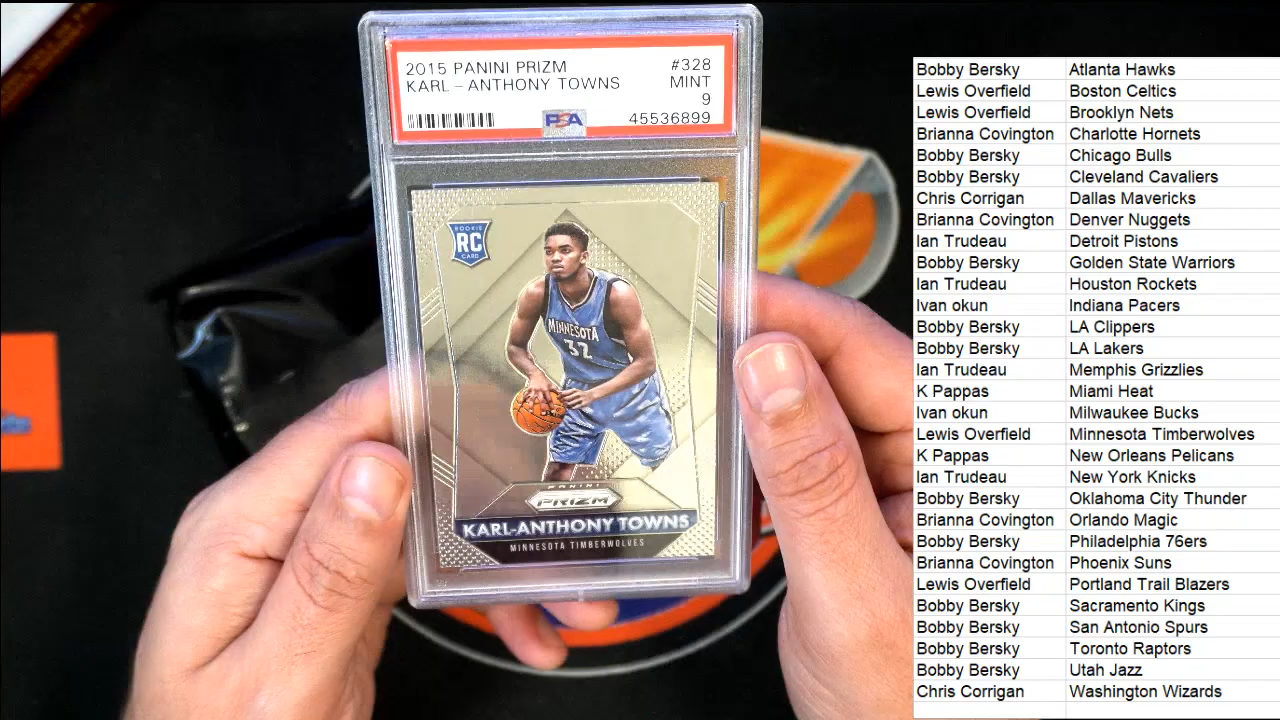 2015 PANINI PRIZM #328
KARL - ANTHONY TOWNS MINT
9
PSA 45536899
ROOKIE
RC
CARD
MINNESOTA
32
PANINI
PRIZM
KARL-ANTHONY TOWNS
MINNESOTA TIMBERWOLVES
Bobby Bersky Atlanta Hawks
Lewis Overfield Boston Celtics
Lewis Overfield Brooklyn Nets
Brianna Covington Charlotte Hornets
Bobby Bersky Chicago Bulls
Bobby Bersky Cleveland Cavaliers
Chris Corrigan Dallas Mavericks
Brianna Covington Denver Nuggets
Ian Trudeau Detroit Pistons
Bobby Bersky Golden State Warriors
Ian Trudeau Houston Rockets
Ivan okun Indiana Pacers
Bobby Bersky LA Clippers
Bobby Bersky LA Lakers
Ian Trudeau Memphis Grizzlies
K Pappas Miami Heat
Ivan okun Milwaukee Bucks
Lewis Overfield Minnesota Timberwolves
K Pappas New Orleans Pelicans
Ian Trudeau New York Knicks
Bobby Bersky Oklahoma City Thunder
Brianna Covington Orlando Magic
Bobby Bersky Philadelphia 76ers
Brianna Covington Phoenix Suns
Lewis Overfield Portland Trail Blazers
Bobby Bersky Sacramento Kings
Bobby Bersky San Antonio Spurs
Bobby Bersky Toronto Raptors
Bobby Bersky Utah Jazz
Chris Corrigan Washington Wizards